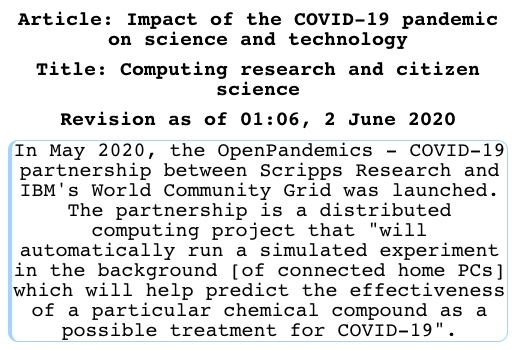 Article: Impact of the COVID-19 pandemic
on science and technology
Title: Computing research and citizen
science
Revision as of 01:06, 2 June 2020
In May 2020, the OpenPandemics - COVID-19
partnership between Scripps Research and
IBM's World Community Grid was launched.
The partnership is a distributed
computing project that "will
automatically run a simulated experiment
in the background [of connected home PCs]
which will help predict the effectiveness
of a particular chemical compound as a
possible treatment for COVID-19".